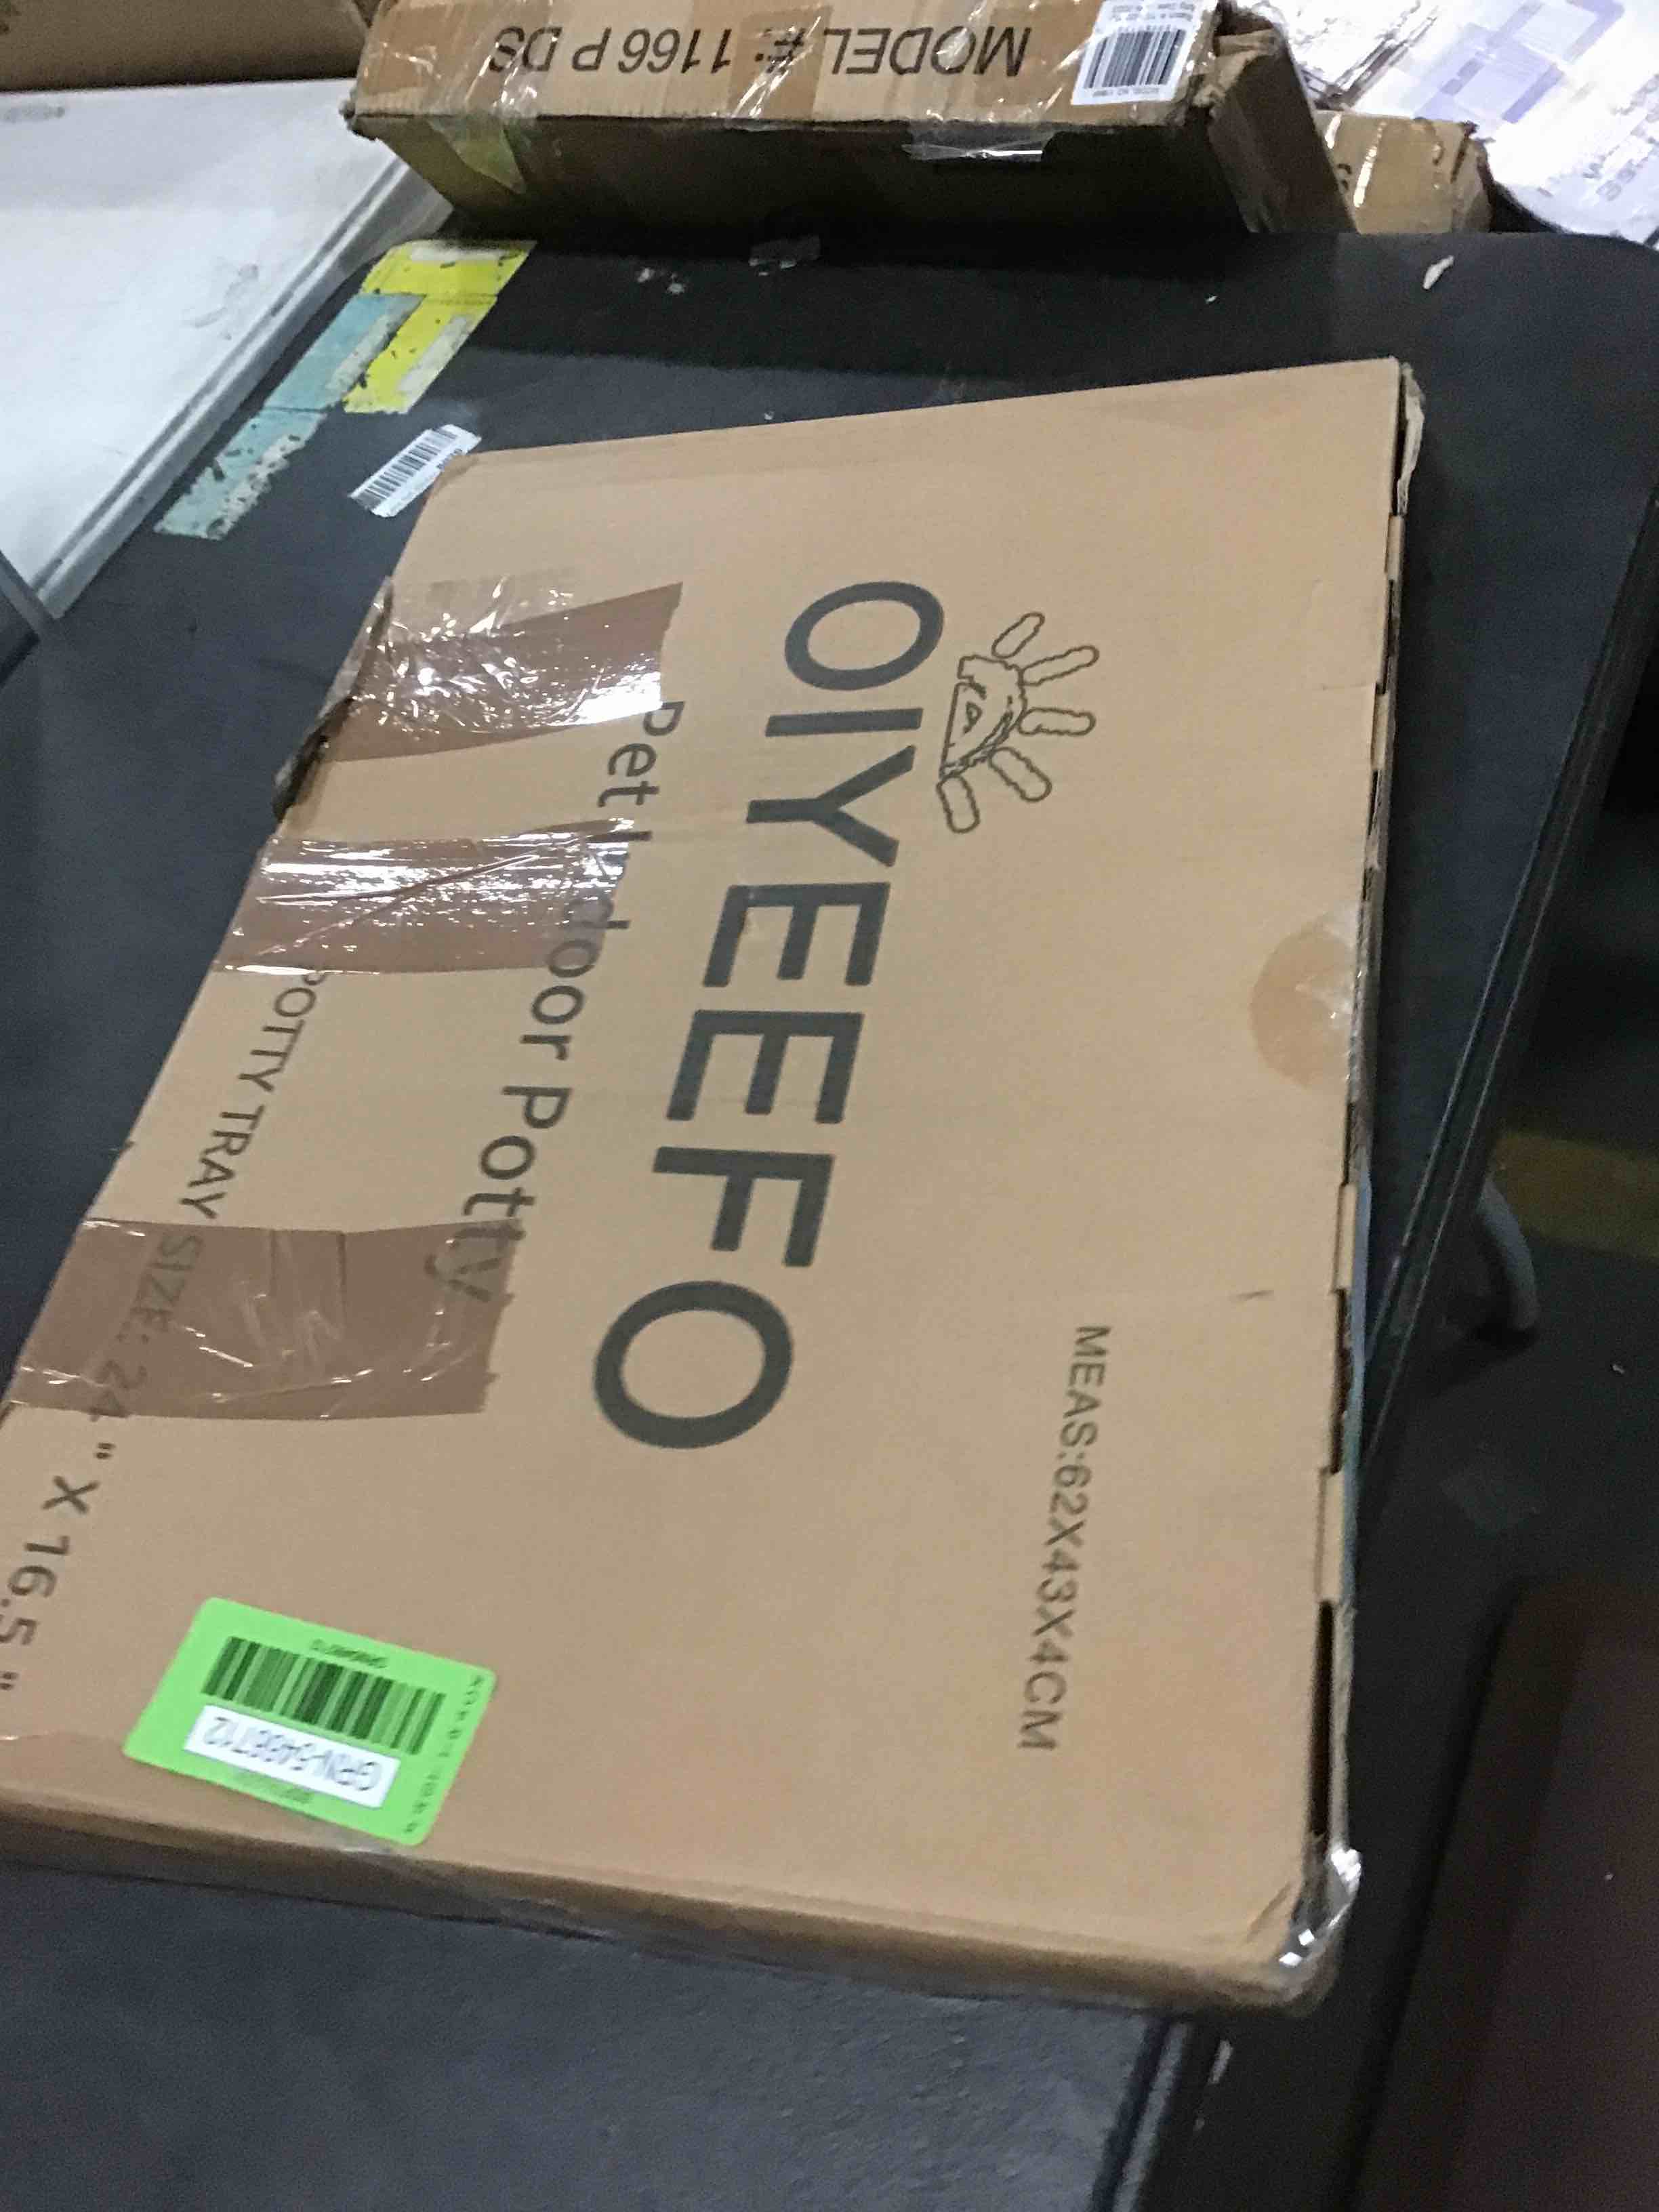 MODEL #: 1166 P DS
OIYEEFO
Pet Indoor Potty
POTTY TRAY SIZE: 24" X 16.5"
MEAS:62X43X4CM